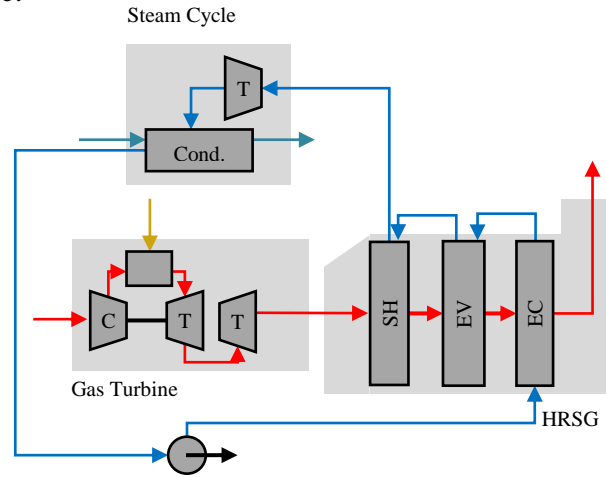 Steam Cycle
T
Cond.
C
T
T
SH
EV
EC
Gas Turbine
HRSG